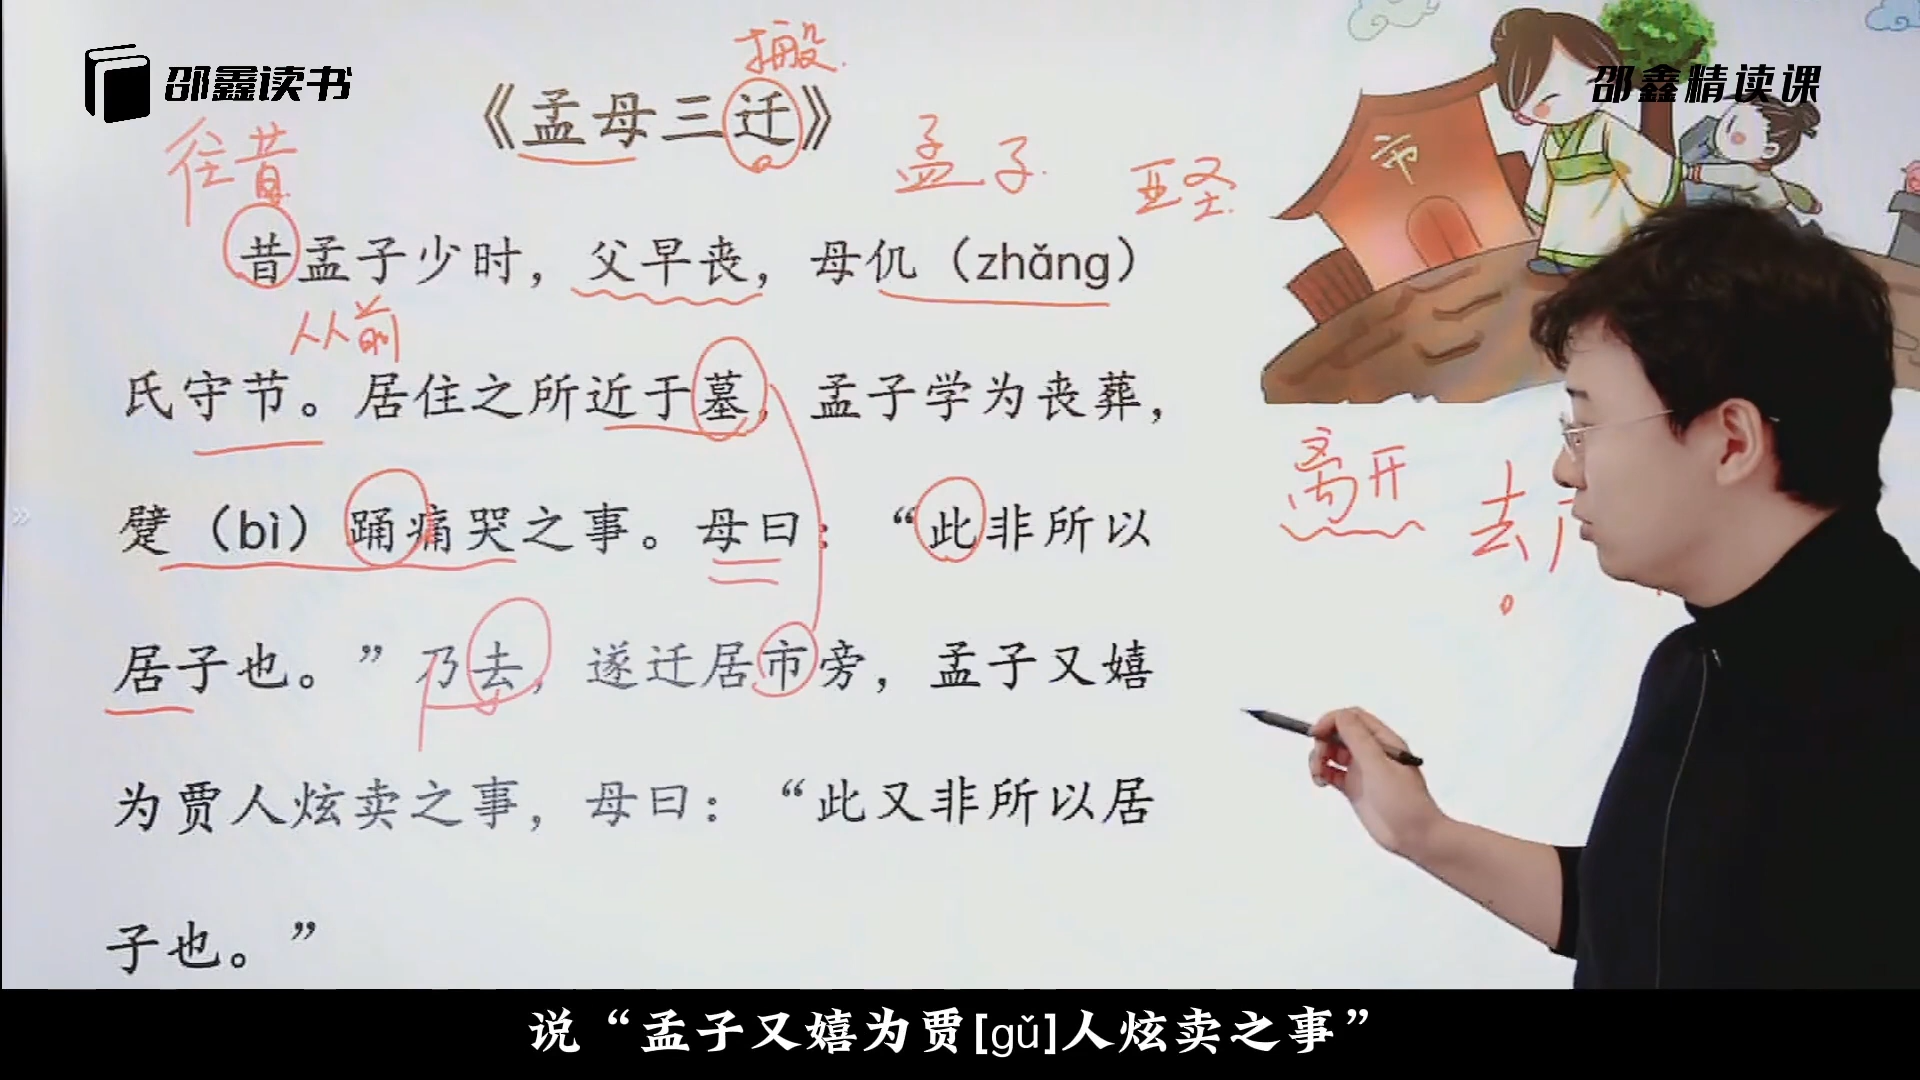 邵鑫读书
邵鑫精读课
搬
《孟母三迁》
市
往昔
孟子
亚圣
昔孟子少时，父早丧，母仉（zhǎng）
从前
氏守节。居住之所近于墓，孟子学为丧葬，
离开
去
躄（bì）踊痛哭之事。母曰：“此非所以
居子也。”乃去，遂迁居市旁，孟子又嬉
为贾人炫卖之事，母曰：“此又非所以居
子也。”
说“孟子又嬉为贾[gǔ]人炫卖之事”